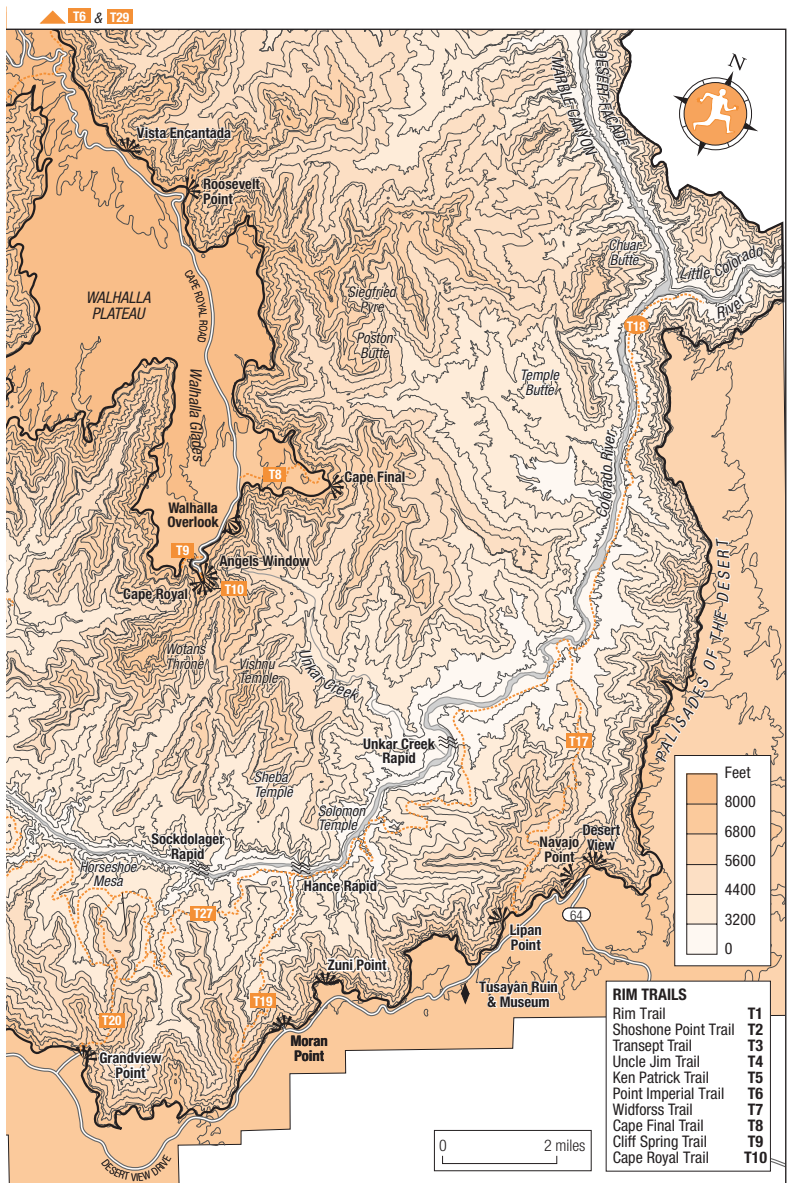 T6 & T29
N
Vista Encantada
Roosevelt
Point
MARBLE CANYON
DESERT FACADE
Chuar
Butte
Little Colorado
River
CAPE ROYAL ROAD
WALHALLA
PLATEAU
Siegfried
Pyre
Poston
Butte
T18
Temple
Butte
Walhalla Glades
Colorado River
T8
Cape Final
Walhalla
Overlook
T9
Angels Window
Cape Royal
T10
PALISADES OF THE DESERT
Wotans
Throne
Vishnu
Temple
Unkar Creek
Unkar Creek
Rapid
T17
Sheba
Temple
Solomon
Temple
Sockdolager
Rapid
Horseshoe
Mesa
Hance Rapid
Navajo
Point
Desert
View
T27
64
Lipan
Point
Zuni Point
Tusayan Ruin
& Museum
T19
T20
Moran
Point
Grandview
Point
DESERT VIEW DRIVE
Feet
8000
6800
5600
4400
3200
0
0 2 miles
RIM TRAILS
Rim Trail T1
Shoshone Point Trail T2
Transept Trail T3
Uncle Jim Trail T4
Ken Patrick Trail T5
Point Imperial Trail T6
Widforss Trail T7
Cape Final Trail T8
Cliff Spring Trail T9
Cape Royal Trail T10